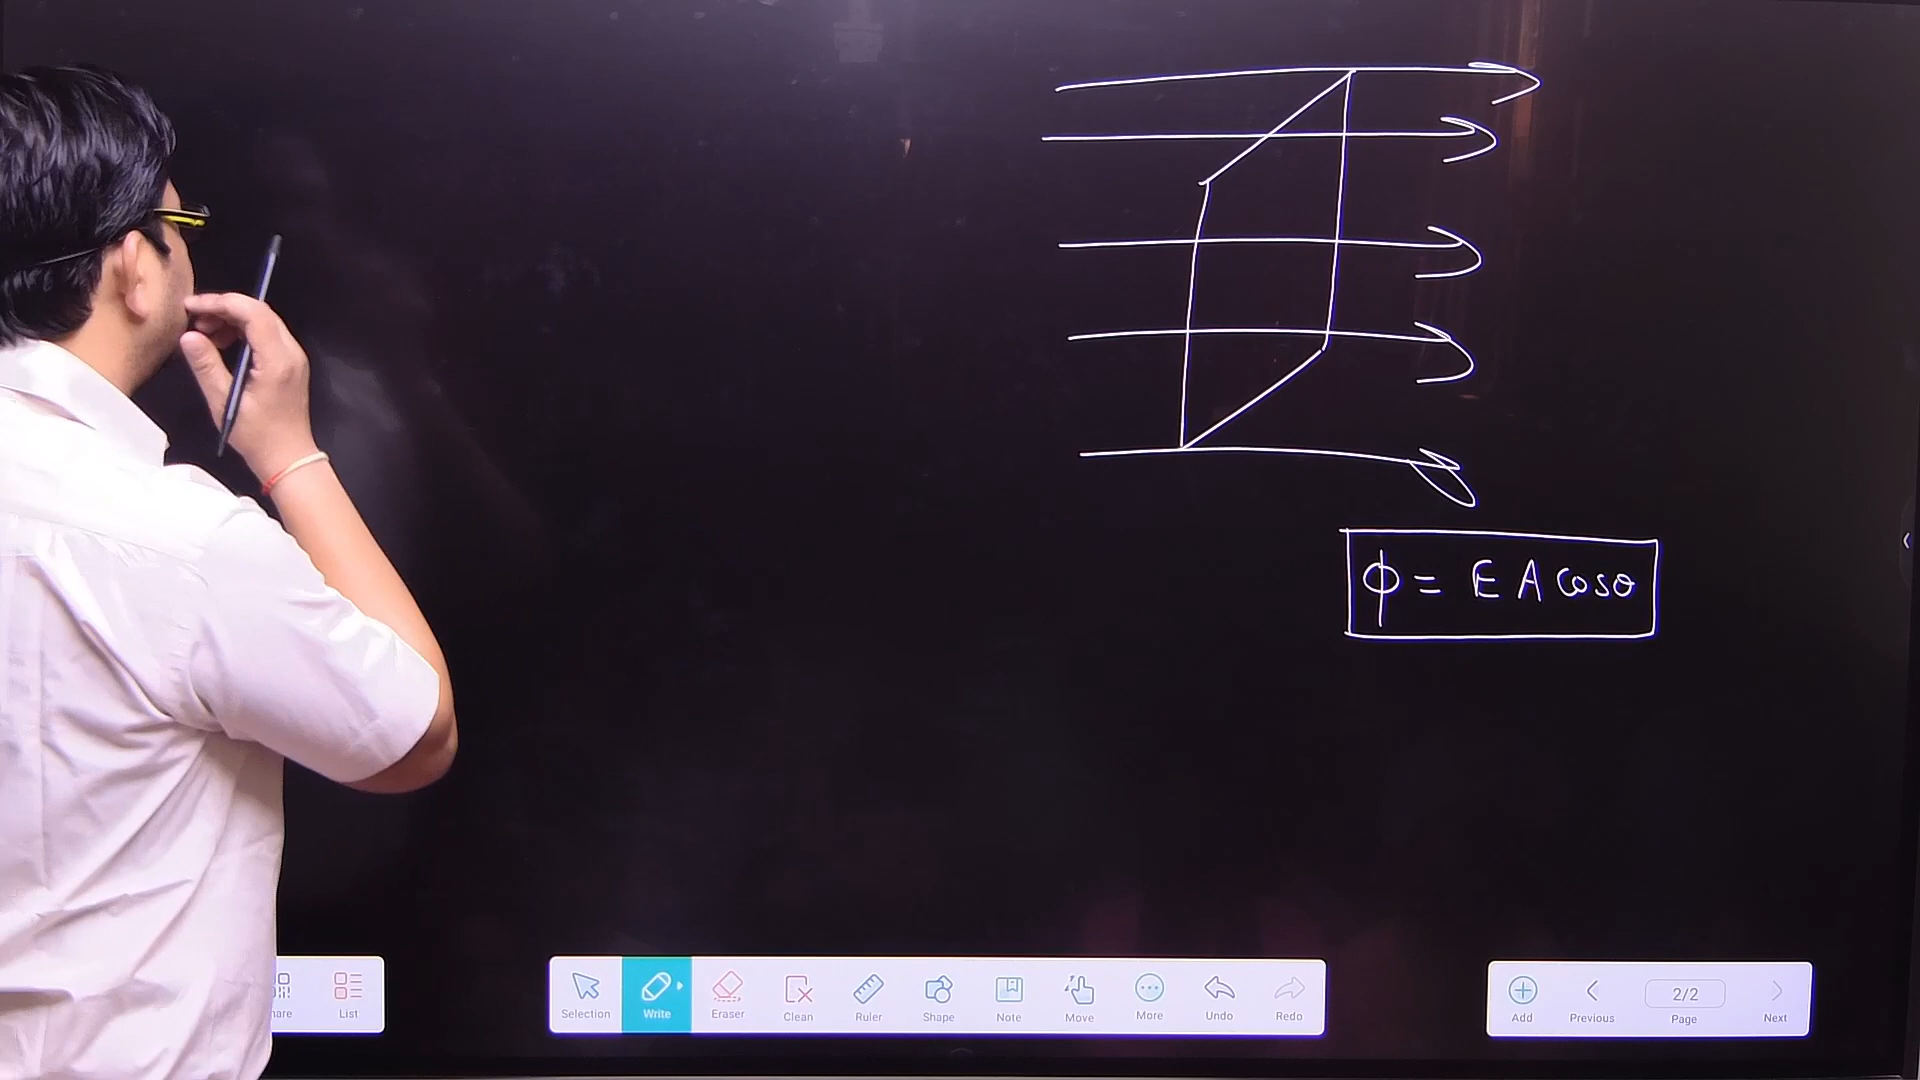 ϕ = E A cosθ
hare
List
Selection
Write
Eraser
Clean
Ruler
Shape
Note
Move
More
Undo
Redo
Add
Previous
2/2
Page
Next